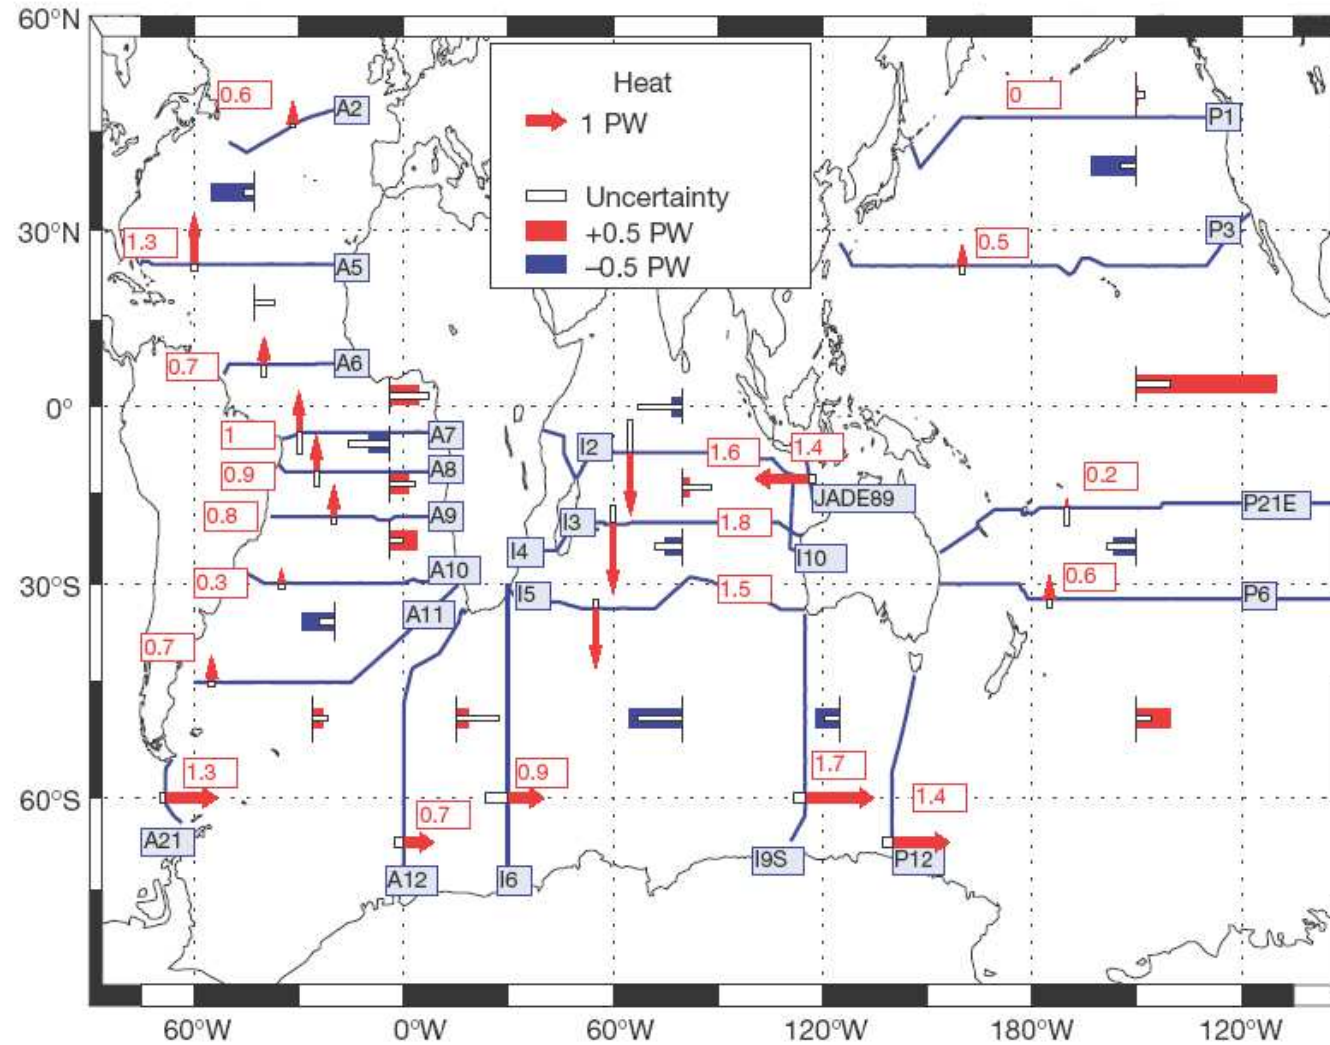 60°N
0.6
A2
Heat
1 PW
Uncertainty
+0.5 PW
−0.5 PW
0
P1
30°N
1.3
A5
0.5
P3
0.7
A6
0°
1
A7
0.9
A8
0.8
A9
I2
1.6
1.4
JADE89
I3
1.8
I4
I10
0.2
P21E
30°S
0.3
A10
A11
I5
1.5
0.6
P6
0.7
1.3
0.9
1.7
60°S
0.7
1.4
A21
A12
I6
I9S
P12
60°W
0°W
60°W
120°W
180°W
120°W